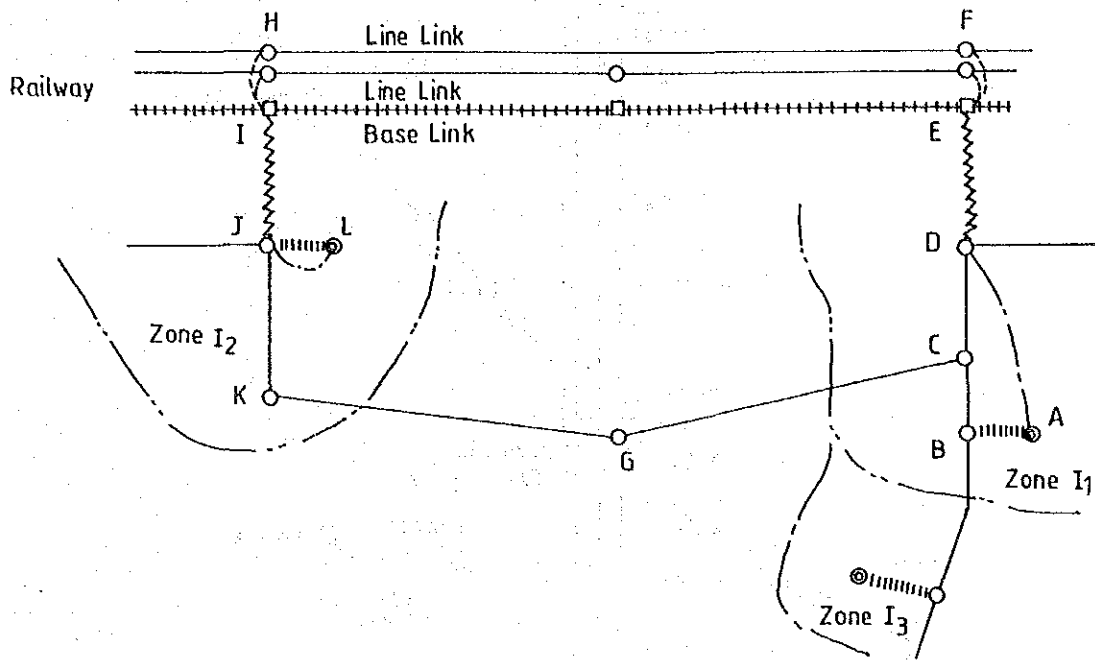 H
F
Line Link
Railway
Line Link
I
Base Link
E
J
L
D
Zone I2
C
K
A
B
G
Zone I1
Zone I3